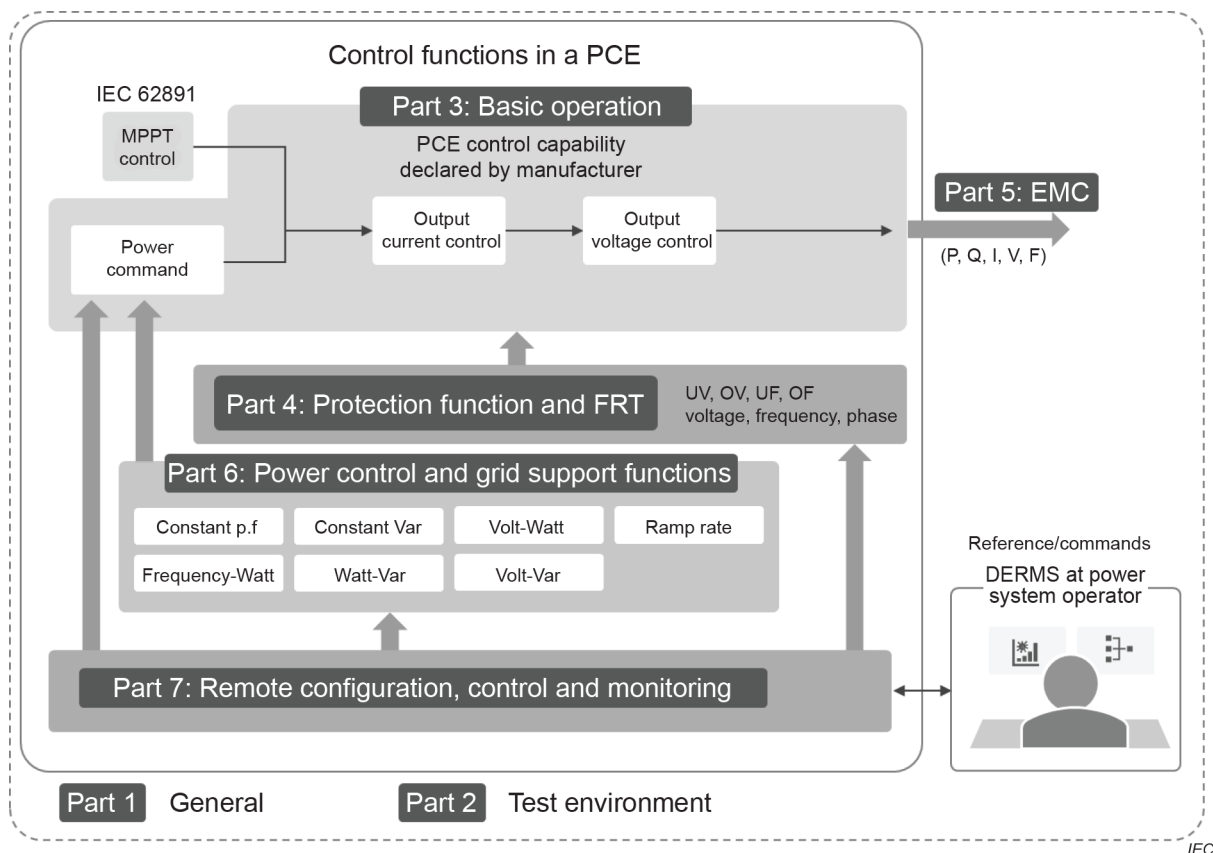 Control functions in a PCE
IEC 62891
MPPT
control
Part 3: Basic operation
PCE control capability
declared by manufacturer
Power
command
Output
current control
Output
voltage control
Part 5: EMC
(P, Q, I, V, F)
Part 4: Protection function and FRT
UV, OV, UF, OF
voltage, frequency, phase
Part 6: Power control and grid support functions
Constant p.f
Constant Var
Volt-Watt
Ramp rate
Frequency-Watt
Watt-Var
Volt-Var
Reference/commands
DERMS at power
system operator
Part 7: Remote configuration, control and monitoring
Part 1
General
Part 2
Test environment
IEC